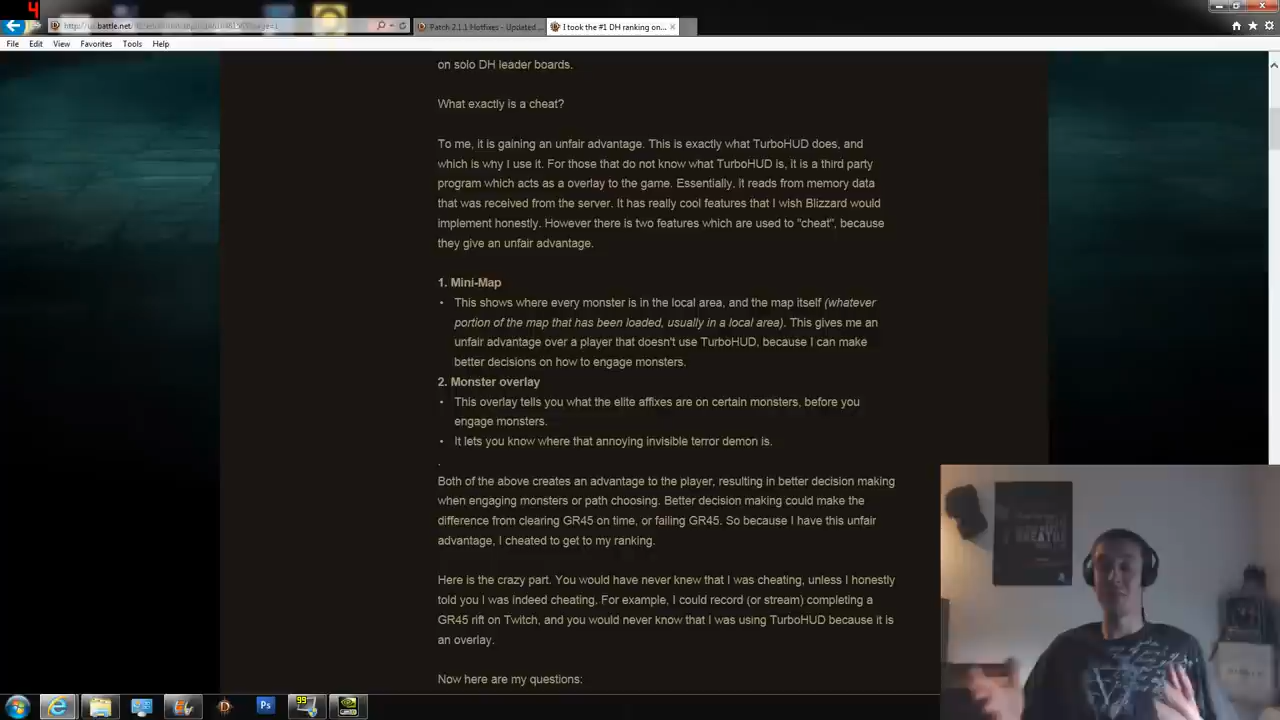 4
http://us.battle.net
Patch 2.1.1 Hotfixes - Updated ...
I took the #1 DH ranking on...
File Edit View Favorites Tools Help
on solo DH leader boards.
What exactly is a cheat?
To me, it is gaining an unfair advantage. This is exactly what TurboHUD does, and
which is why I use it. For those that do not know what TurboHUD is, it is a third party
program which acts as a overlay to the game. Essentially, it reads from memory data
that was received from the server. It has really cool features that I wish Blizzard would
implement honestly. However there is two features which are used to "cheat", because
they give an unfair advantage.
1. Mini-Map
• This shows where every monster is in the local area, and the map itself (whatever
portion of the map that has been loaded, usually in a local area). This gives me an
unfair advantage over a player that doesn't use TurboHUD, because I can make
better decisions on how to engage monsters.
2. Monster overlay
• This overlay tells you what the elite affixes are on certain monsters, before you
engage monsters.
• It lets you know where that annoying invisible terror demon is.
.
Both of the above creates an advantage to the player, resulting in better decision making
when engaging monsters or path choosing. Better decision making could make the
difference from clearing GR45 on time, or failing GR45. So because I have this unfair
advantage, I cheated to get to my ranking.
Here is the crazy part. You would have never knew that I was cheating, unless I honestly
told you I was indeed cheating. For example, I could record (or stream) completing a
GR45 rift on Twitch, and you would never know that I was using TurboHUD because it is
an overlay.
Now here are my questions:
Ps
99